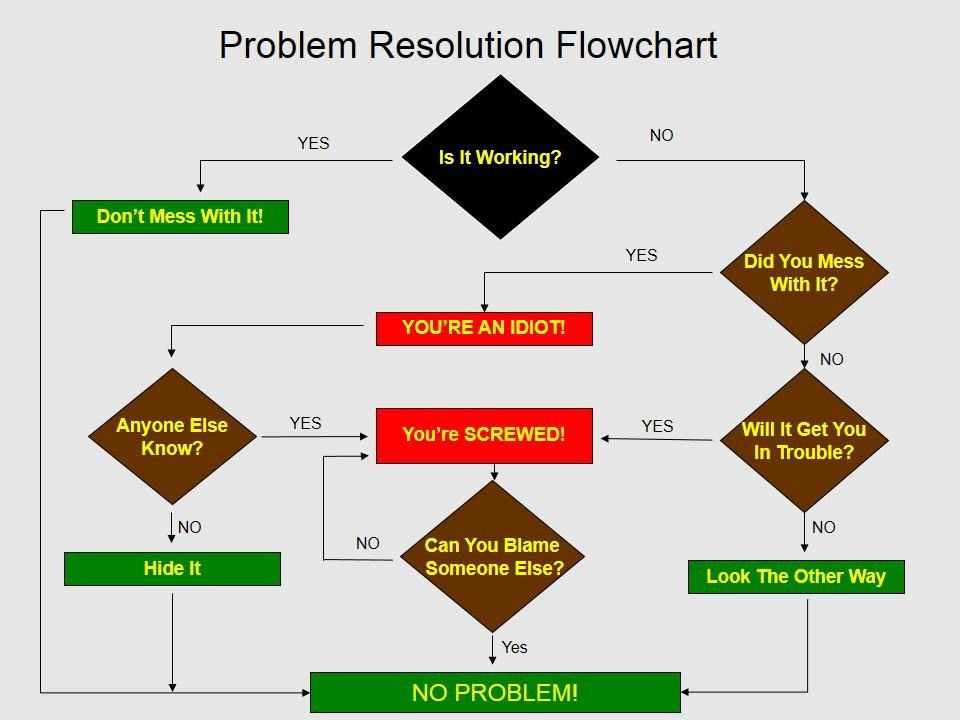 Problem Resolution Flowchart
Is It Working?
YES
NO
Don't Mess With It!
Did You Mess
With It?
YES
YOU'RE AN IDIOT!
NO
Anyone Else
Know?
YES
You're SCREWED!
YES
Will It Get You
In Trouble?
NO
NO
Can You Blame
Someone Else?
NO
Hide It
Look The Other Way
Yes
NO PROBLEM!